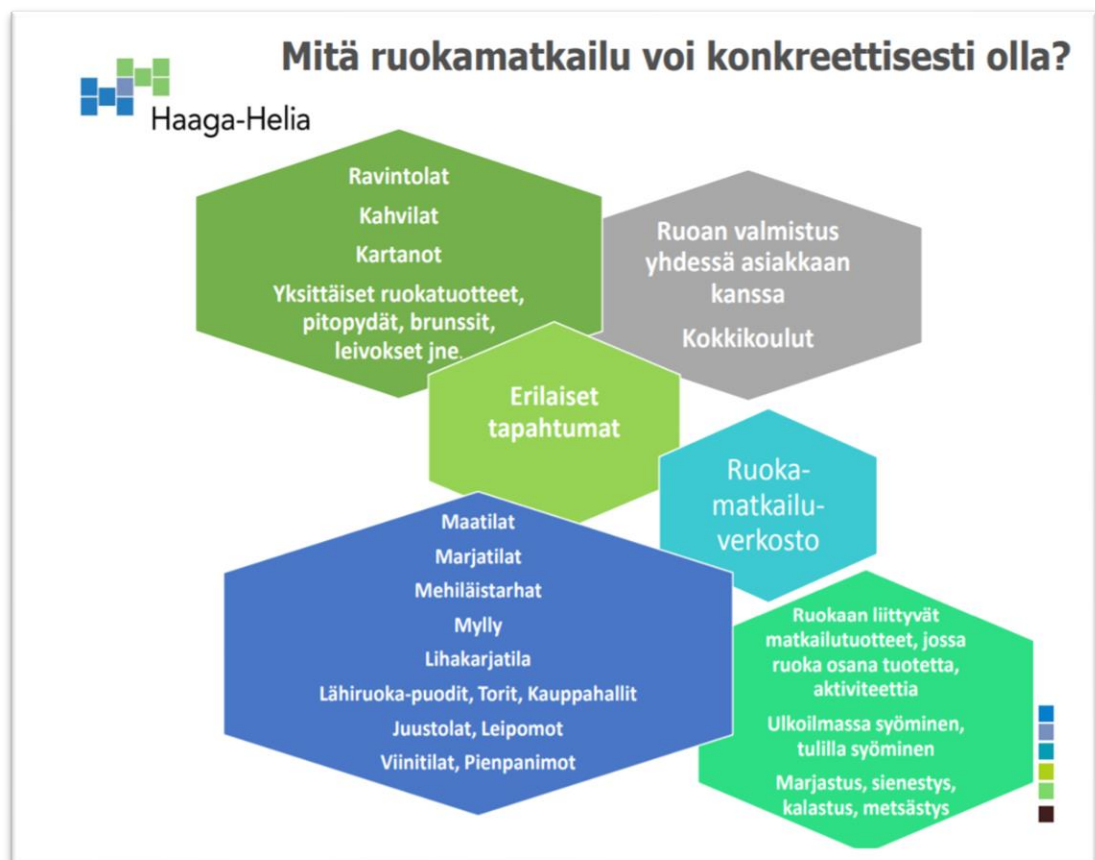 Mitä ruokamatkailu voi konkreettisesti olla?
Haaga-Helia
Ravintolat
Kahvilat
Kartanot
Yksittäiset ruokatuotteet,
pitopydät, brunssit,
leivokset jne.
Ruoan valmistus
yhdessä asiakkaan
kanssa
Kokkikoulut
Erilaiset
tapahtumat
Ruoka-
matkailu-
verkosto
Maatilat
Marjatilat
Mehiläistarhat
Mylly
Lihakarjatila
Lähiruoka-puodit, Torit, Kauppahallit
Juustolat, Leipomot
Viinitilat, Pienpanimot
Ruokaan liittyvät
matkailutuotteet, jossa
ruoka osana tuotetta,
aktiviteettia
Ulkoilmassa syöminen,
tulilla syöminen
Marjastus, sienestys,
kalastus, metsästys